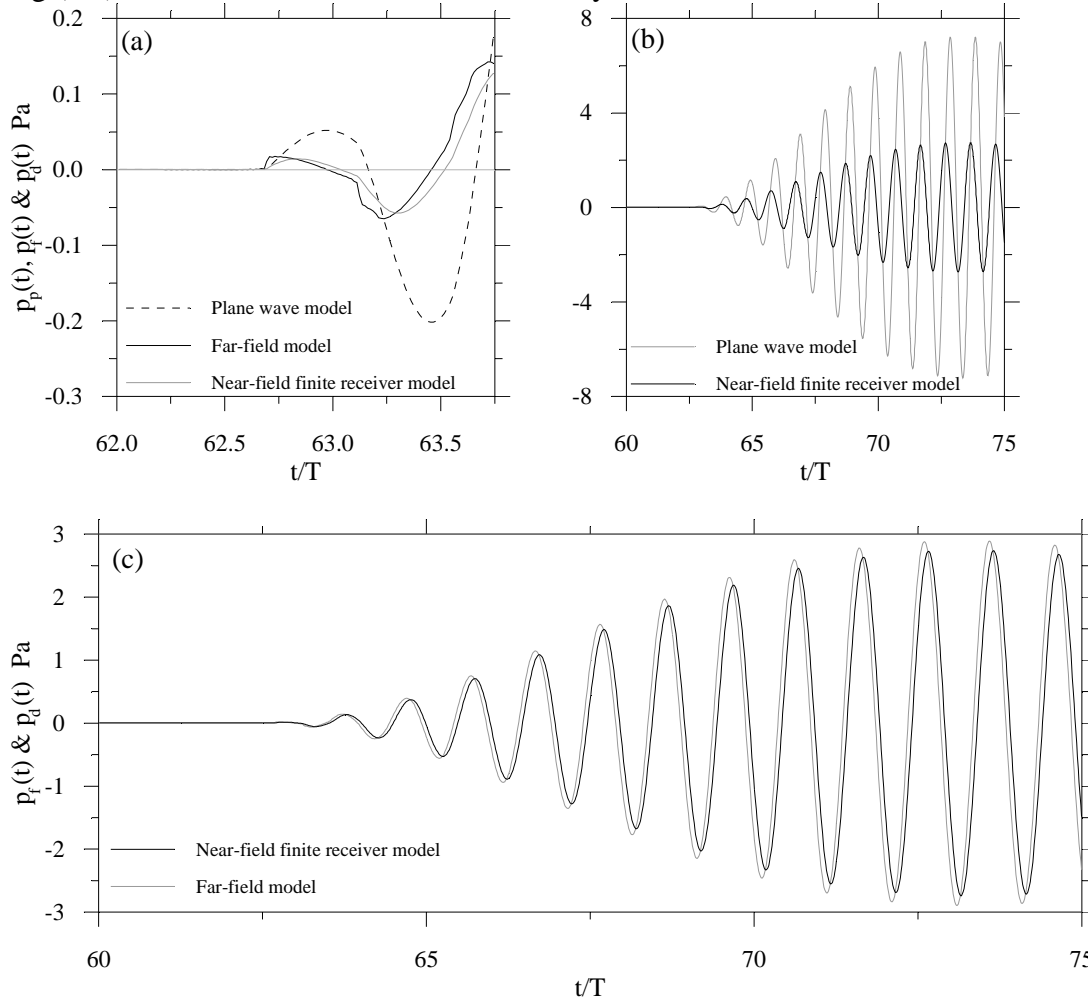 0.2
0.1
0.0
-0.1
-0.2
-0.3
p_p(t), p_f(t) & p_d(t) Pa
(a)
Plane wave model
Far-field model
Near-field finite receiver model
62.0 62.5 63.0 63.5
t/T
8
4
0
-4
-8
(b)
Plane wave model
Near-field finite receiver model
60 65 70 75
t/T
3
2
1
0
-1
-2
-3
p_f(t) & p_d(t) Pa
(c)
Near-field finite receiver model
Far-field model
60 65 70 75
t/T